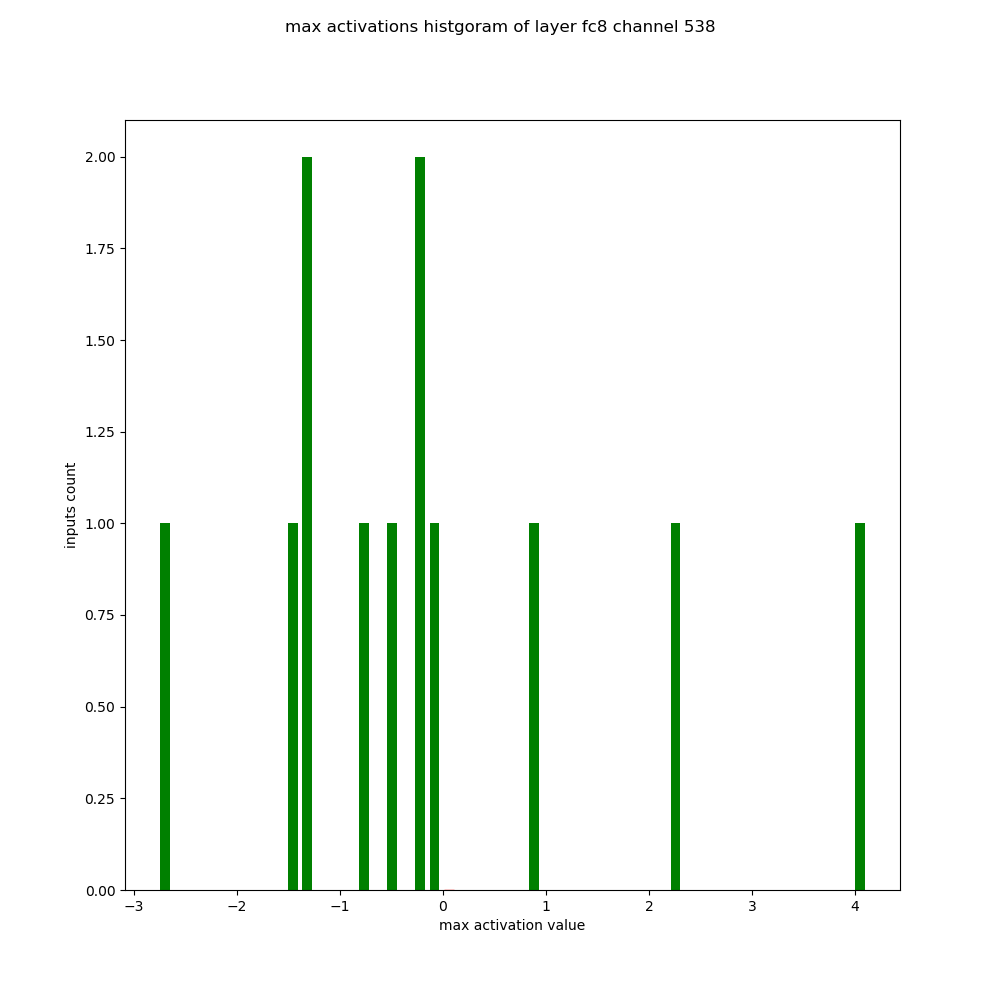 max activations histgoram of layer fc8 channel 538
2.00
1.75
1.50
1.25
1.00
0.75
0.50
0.25
0.00
inputs count
−3 −2 −1 0 1 2 3 4
max activation value